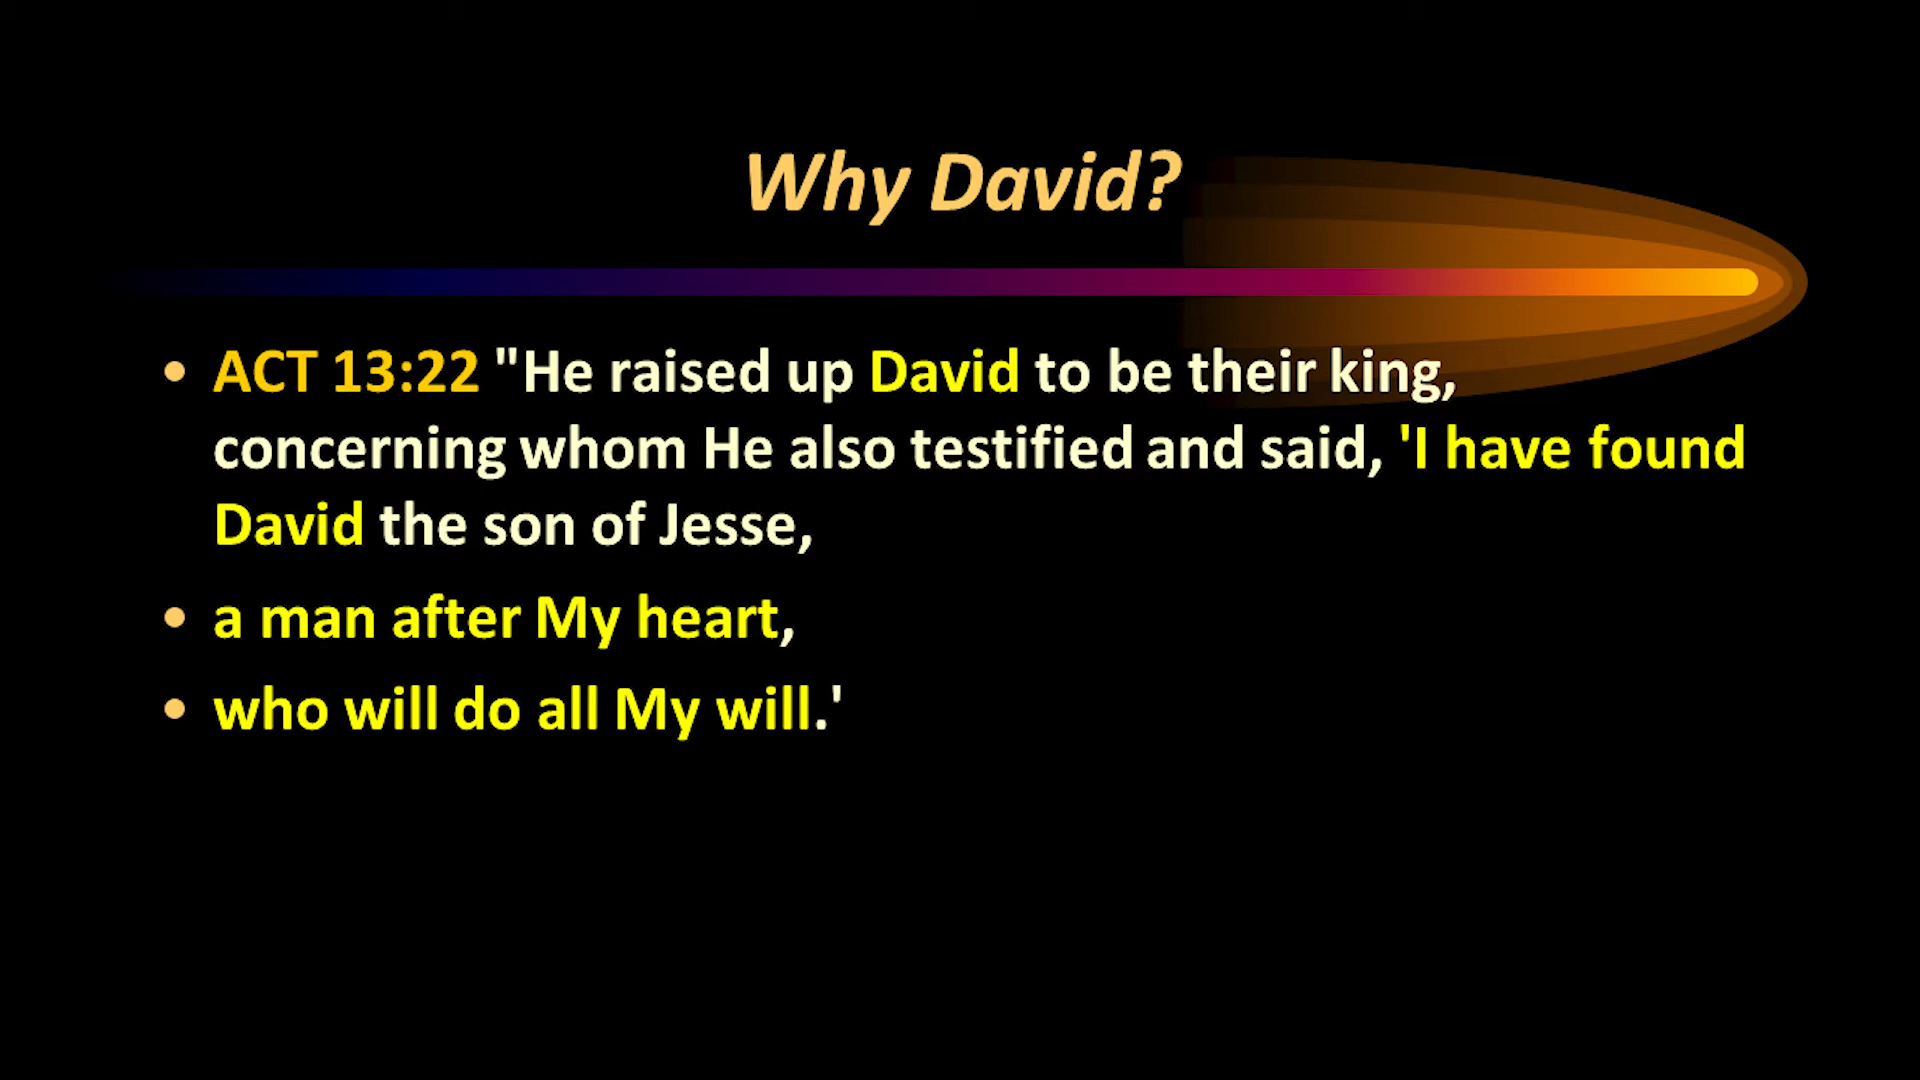 Why David?
• ACT 13:22 "He raised up David to be their king,
concerning whom He also testified and said, 'I have found
David the son of Jesse,
• a man after My heart,
• who will do all My will.'